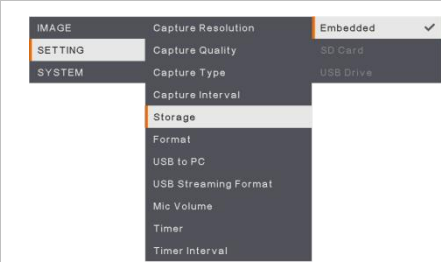 IMAGE
SETTING
SYSTEM
Capture Resolution
Capture Quality
Capture Type
Capture Interval
Storage
Format
USB to PC
USB Streaming Format
Mic Volume
Timer
Timer Interval
Embedded
SD Card
USB Drive